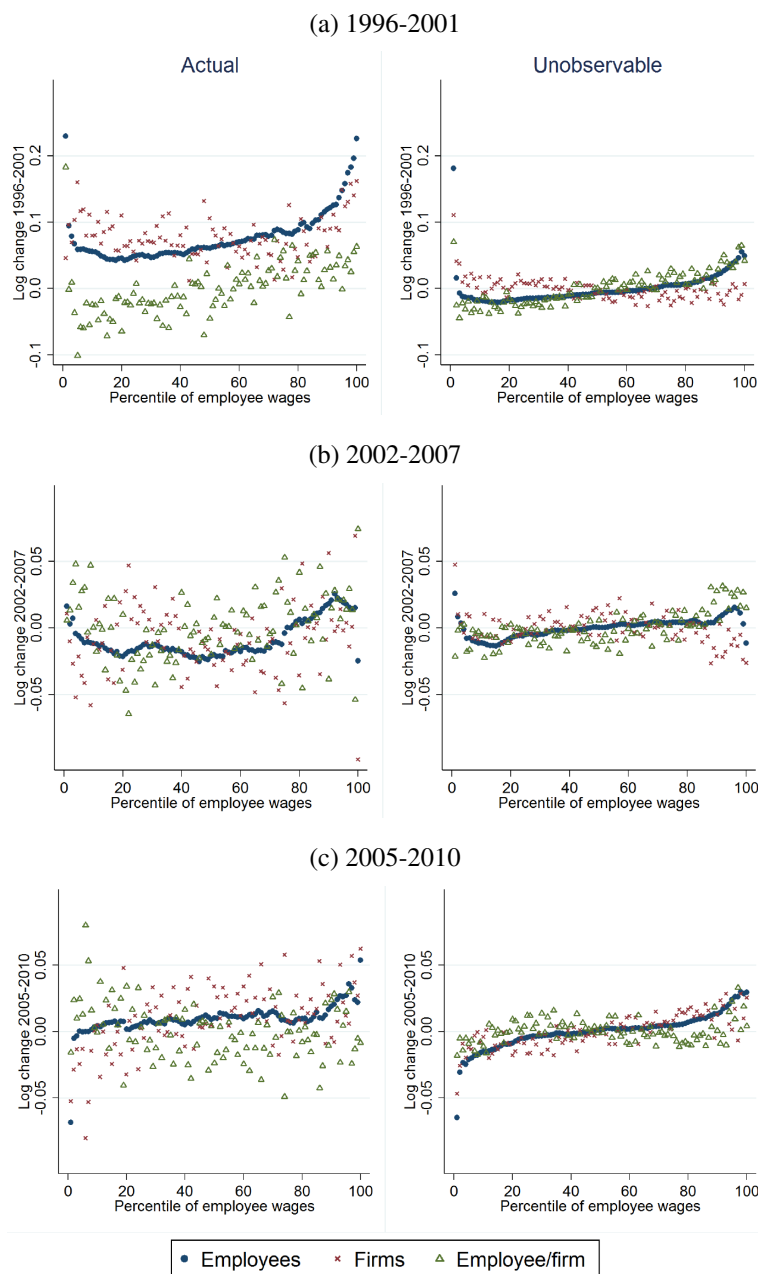 (a) 1996-2001
Actual
Unobservable
Log change 1996-2001
-0.1 0.0 0.1 0.2
0 20 40 60 80 100
Percentile of employee wages
Log change 1996-2001
-0.1 0.0 0.1 0.2
0 20 40 60 80 100
Percentile of employee wages
(b) 2002-2007
Log change 2002-2007
-0.05 0.00 0.05
0 20 40 60 80 100
Percentile of employee wages
Log change 2002-2007
-0.05 0.00 0.05
0 20 40 60 80 100
Percentile of employee wages
(c) 2005-2010
Log change 2005-2010
-0.05 0.00 0.05
0 20 40 60 80 100
Percentile of employee wages
Log change 2005-2010
-0.05 0.00 0.05
0 20 40 60 80 100
Percentile of employee wages
Employees Firms Employee/firm